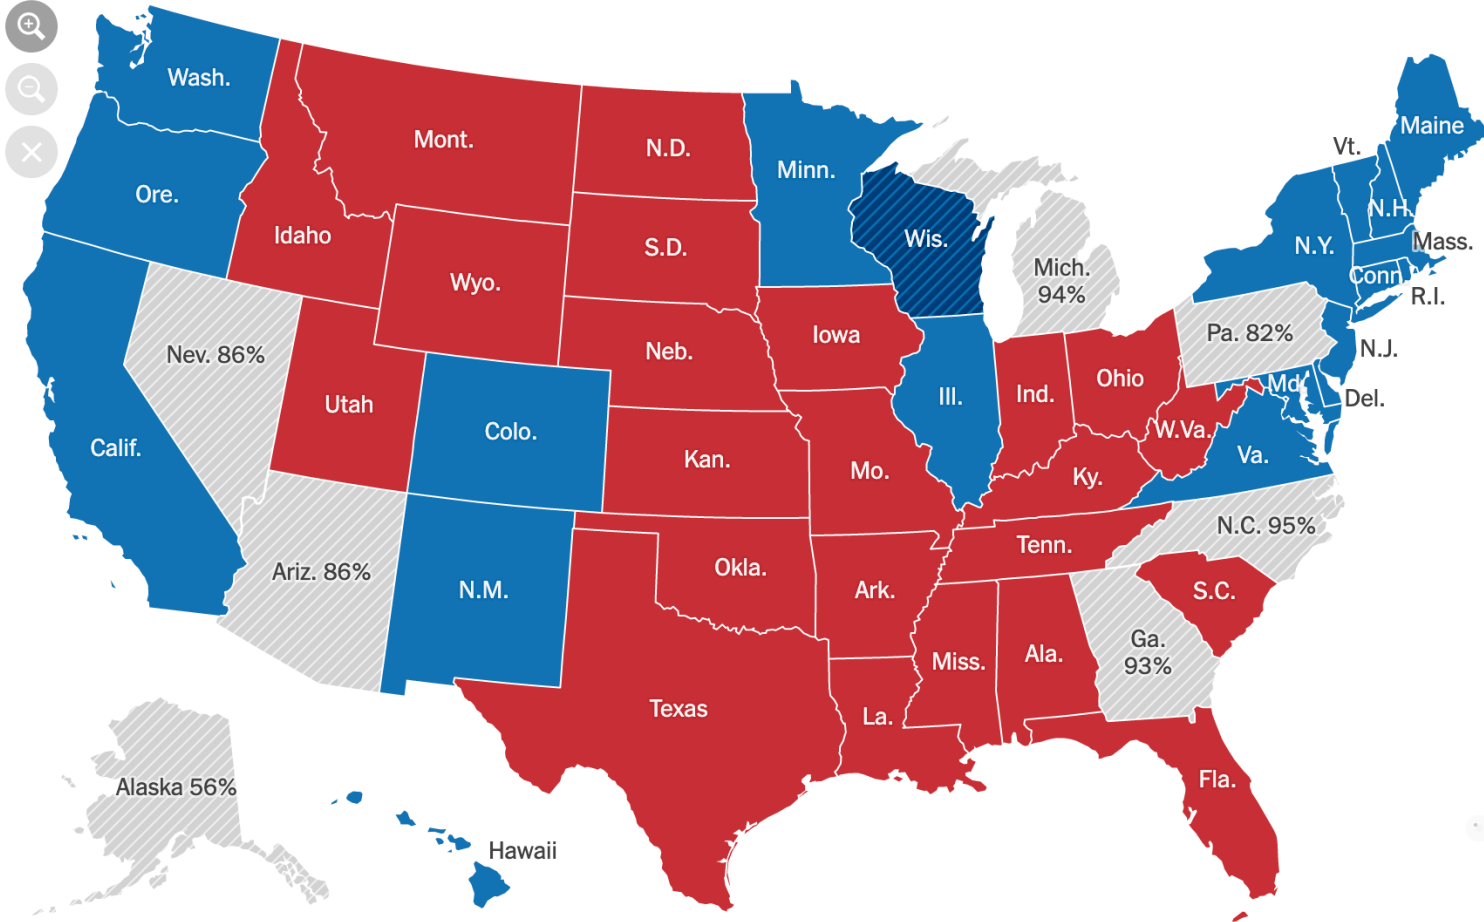 Wash.
Ore.
Calif.
Nev. 86%
Idaho
Mont.
Wyo.
Utah
Colo.
Ariz. 86%
N.M.
N.D.
S.D.
Neb.
Kan.
Okla.
Texas
Minn.
Iowa
Mo.
Ark.
La.
Wis.
Ill.
Mich.
94%
Ind.
Ohio
Ky.
Tenn.
Miss.
Ala.
Ga.
93%
Fla.
S.C.
N.C. 95%
Va.
W.Va.
Pa. 82%
Md.
Del.
N.J.
N.Y.
Conn.
R.I.
Mass.
Vt.
N.H.
Maine
Alaska 56%
Hawaii